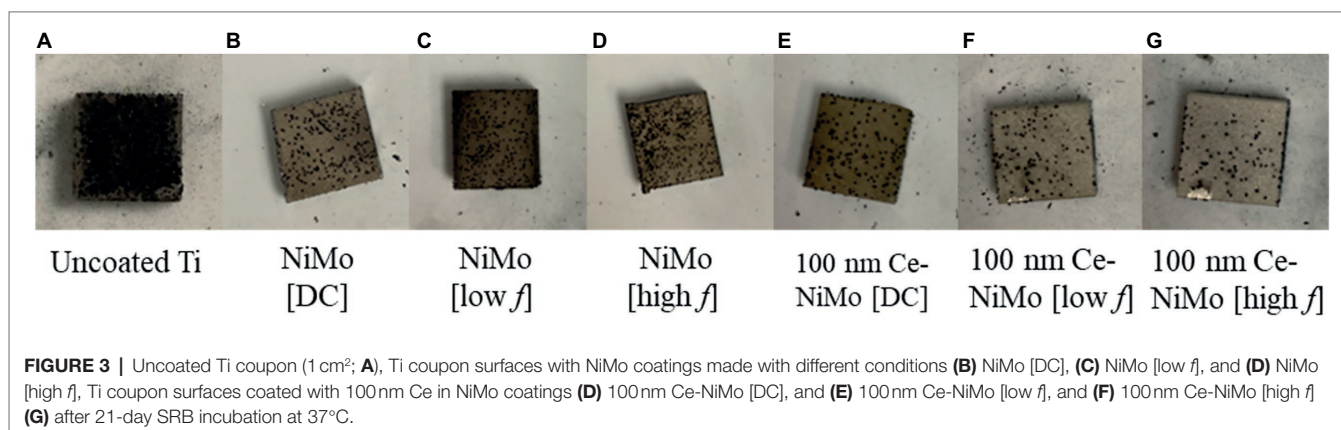 A B C D E F G
Uncoated Ti
NiMo
[DC]
NiMo
[low f]
NiMo
[high f]
100 nm Ce-
NiMo [DC]
100 nm Ce-
NiMo [low f]
100 nm Ce-
NiMo [high f]
FIGURE 3 | Uncoated Ti coupon (1 cm²; A), Ti coupon surfaces with NiMo coatings made with different conditions (B) NiMo [DC], (C) NiMo [low f], and (D) NiMo
[high f], Ti coupon surfaces coated with 100 nm Ce in NiMo coatings (D) 100 nm Ce-NiMo [DC], and (E) 100 nm Ce-NiMo [low f], and (F) 100 nm Ce-NiMo [high f]
(G) after 21-day SRB incubation at 37°C.